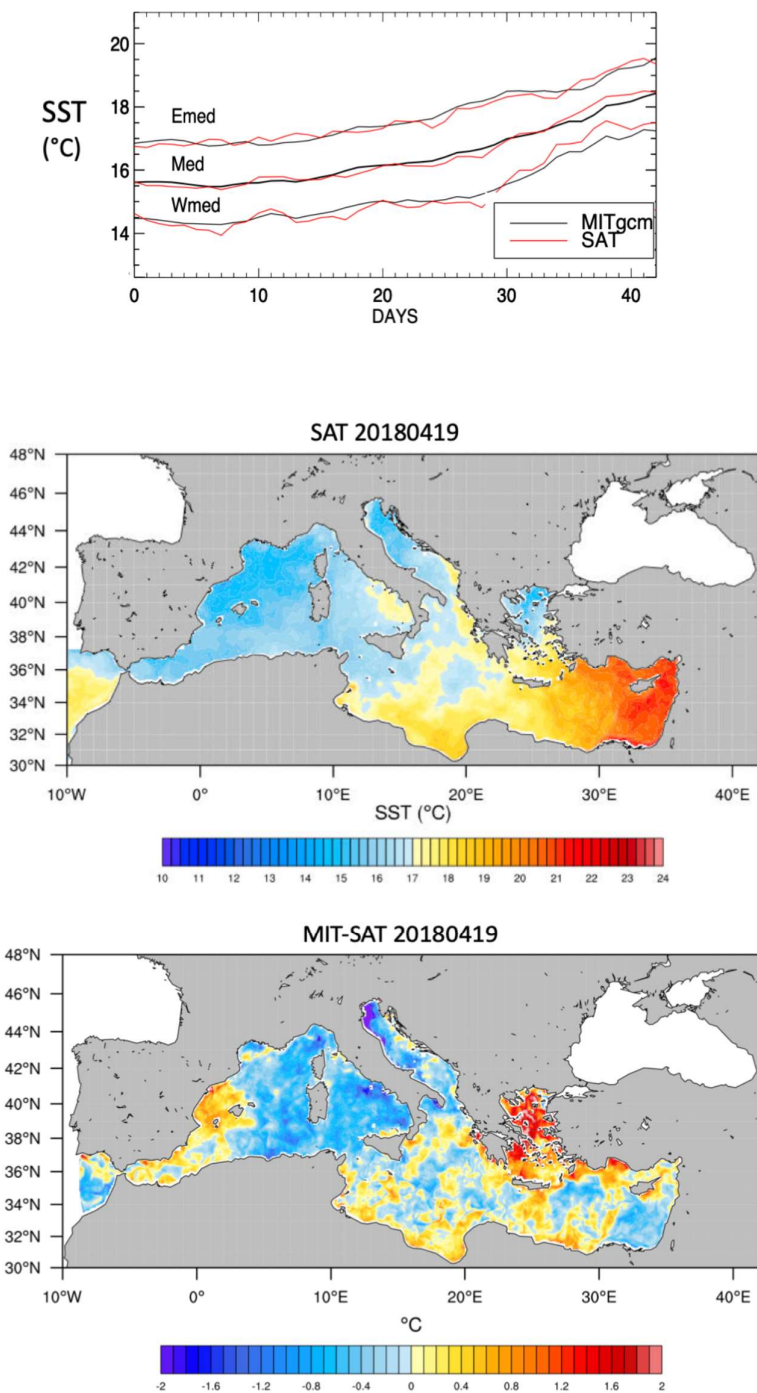 20
18
16
14
SST
(°C)
Emed
Med
Wmed
MITgcm
SAT
0 10 20 30 40
DAYS
SAT 20180419
48°N
46°N
44°N
42°N
40°N
38°N
36°N
34°N
32°N
30°N
10°W 0° 10°E 20°E 30°E 40°E
SST (°C)
10 11 12 13 14 15 16 17 18 19 20 21 22 23 24
MIT-SAT 20180419
48°N
46°N
44°N
42°N
40°N
38°N
36°N
34°N
32°N
30°N
10°W 0° 10°E 20°E 30°E 40°E
°C
-2 -1.6 -1.2 -0.8 -0.4 0 0.4 0.8 1.2 1.6 2